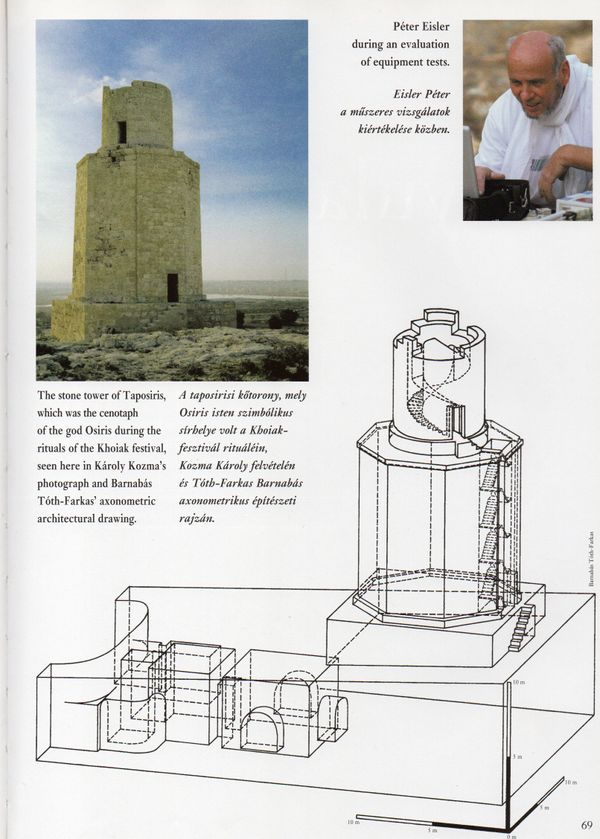 Péter Eisler
during an evaluation
of equipment tests.
Eisler Péter
a műszeres vizsgálatok
kiértékelése közben.
The stone tower of Taposiris,
which was the cenotaph
of the god Osiris during the
rituals of the Khoiak festival,
seen here in Károly Kozma's
photograph and Barnabás
Tóth-Farkas' axonometric
architectural drawing.
A taposirisi kőtorony, mely
Osiris isten szimbólikus
sírhelye volt a Khoiak-
fesztivál rituáléin,
Kozma Károly felvételén
és Tóth-Farkas Barnabás
axonometrikus építészeti
rajzán.
Barnabás Tóth-Farkas
10 m
5 m
10 m
10 m
5 m
5 m
0 m
69